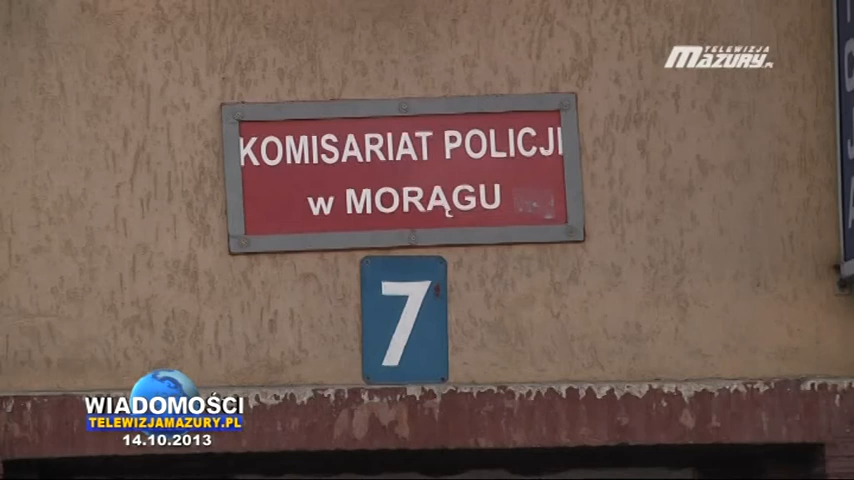 TELEWIZJA
MAZURY.PL
KOMISARIAT POLICJI
w MORĄGU
7
WIADOMOŚCI
TELEWIZJAMAZURY.PL
14.10.2013